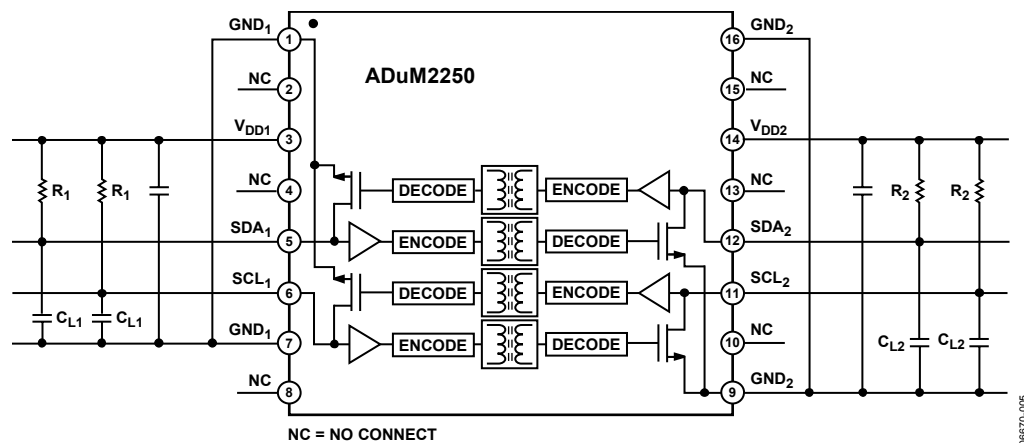 GND1
1
NC
2
VDD1
3
NC
4
SDA1
5
SCL1
6
GND1
7
NC
8
R1
R1
CL1
CL1
ADuM2250
DECODE
ENCODE
ENCODE
DECODE
DECODE
ENCODE
ENCODE
DECODE
16
GND2
15
NC
14
VDD2
13
NC
12
SDA2
11
SCL2
10
NC
9
GND2
R2
R2
CL2
CL2
NC = NO CONNECT
06670-005